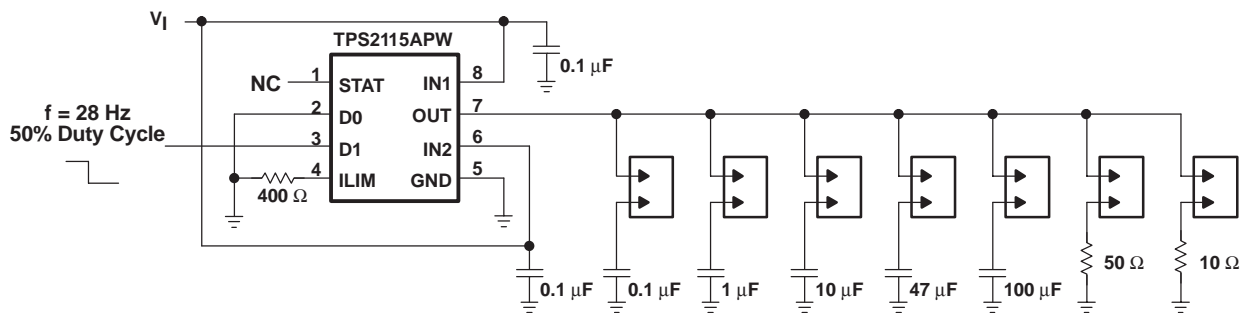 VI
TPS2115APW
0.1 μF
NC
1
STAT
IN1
8
f = 28 Hz
50% Duty Cycle
2
D0
OUT
7
3
D1
IN2
6
4
ILIM
GND
5
400 Ω
0.1 μF
0.1 μF
1 μF
10 μF
47 μF
100 μF
50 Ω
10 Ω